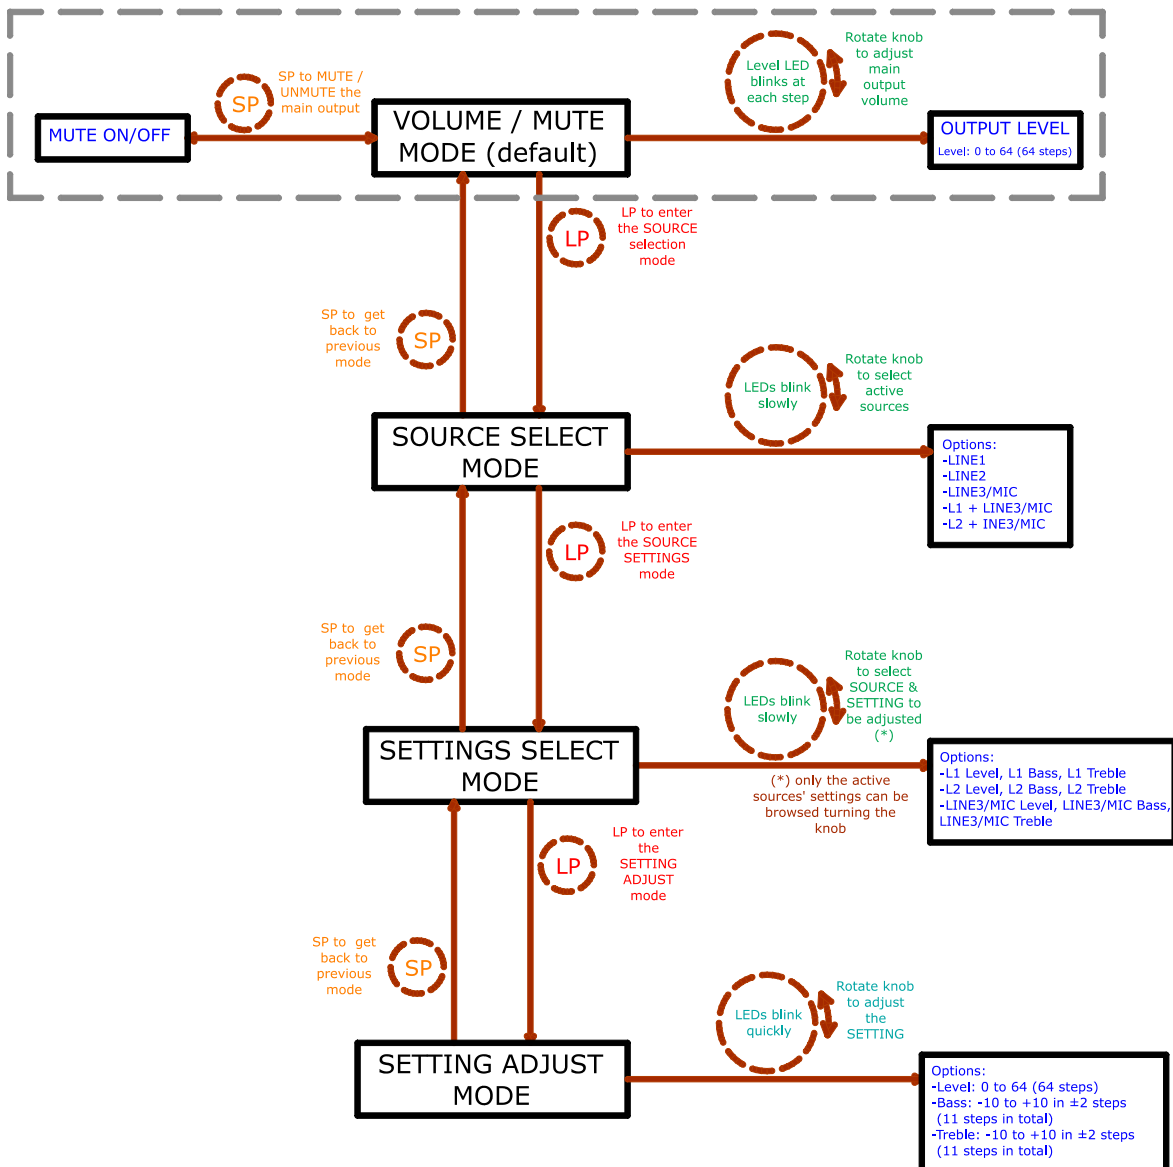 MUTE ON/OFF
SP
SP to MUTE /
UNMUTE the
main output
VOLUME / MUTE
MODE (default)
Level LED
blinks at
each step
Rotate knob
to adjust
main
output
volume
OUTPUT LEVEL
Level: 0 to 64 (64 steps)
LP
LP to enter
the SOURCE
selection
mode
SP to  get
back to
previous
mode
SP
SOURCE SELECT
MODE
LEDs blink
slowly
Rotate knob
to select
active
sources
Options:
-LINE1
-LINE2
-LINE3/MIC
-L1 + LINE3/MIC
-L2 + INE3/MIC
LP
LP to enter
the SOURCE
SETTINGS
mode
SP to  get
back to
previous
mode
SP
SETTINGS SELECT
MODE
LEDs blink
slowly
Rotate knob
to select
SOURCE &
SETTING to
be adjusted
(*)
(*) only the active
sources' settings can be
browsed turning the
knob
Options:
-L1 Level, L1 Bass, L1 Treble
-L2 Level, L2 Bass, L2 Treble
-LINE3/MIC Level, LINE3/MIC Bass,
LINE3/MIC Treble
LP
LP to enter
the
SETTING
ADJUST
mode
SP to  get
back to
previous
mode
SP
SETTING ADJUST
MODE
LEDs blink
quickly
Rotate knob
to adjust
the
SETTING
Options:
-Level: 0 to 64 (64 steps)
-Bass: -10 to +10 in ±2 steps
(11 steps in total)
-Treble: -10 to +10 in ±2 steps
(11 steps in total)